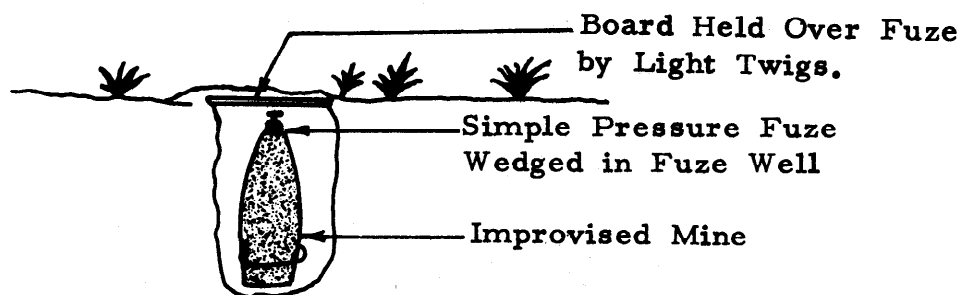 Board Held Over Fuze
by Light Twigs.
Simple Pressure Fuze
Wedged in Fuze Well
Improvised Mine